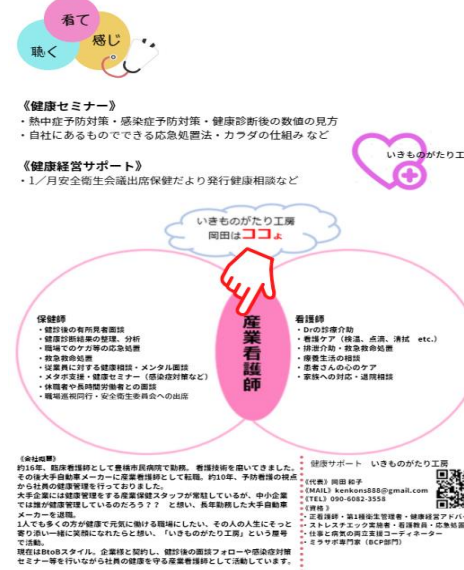 看て
聴く
感じ
《健康セミナー》
・熱中症予防対策・感染症予防対策・健康診断後の数値の見方
・自社にあるものでできる応急処置法・カラダの仕組み など
《健康経営サポート》
・1／月安全衛生会議出席保健だより発行健康相談など
いきものがたり工
いきものがたり工房
岡田はココよ
産業看護師
保健師
・健診後の有所見者面談
・健康診断結果の整理、分析
・職場でのケガ等の応急処置
・救急救命処置
・従業員に対する健康相談・メンタル面談
・メタボ支援・健康セミナー（感染症対策など）
・休職者や長時間労働者との面談
・職場巡視同行・安全衛生委員会への出席
看護師
・Drの診療介助
・看護ケア（検温、点滴、清拭　etc.）
・排泄介助・救急救命処置
・療養生活の相談
・患者さんの心のケア
・家族への対応・退院相談
《会社概要》
約16年、臨床看護師として豊橋市民病院で勤務、看護技術を磨いてきました。
その後大手自動車メーカーに産業看護師として転職。約10年、予防看護の視点
から社員の健康管理を行っておりました。
大手企業には健康管理をする産業保健スタッフが常駐しているが、中小企業
では誰が健康管理しているのだろう？？　と想い、長年勤務した大手自動車
メーカーを退職。
1人でも多くの方が健康で元気に働ける職場にしたい、その人の人生にそっと
寄り添い一緒に笑顔になれたらと想い、「いきものがたり工房」という屋号
で活動。
現在はBtoBスタイル。企業様と契約し、健診後の面談フォローや感染症対策
セミナー等を行いながら社員の健康を守る産業看護師として活動しています。
健康サポート　いきものがたり工房
《代表》岡田 和子
《MAIL》kenkons888@gmail.com
《TEL》090-6082-3558
《資格 》
・正看護師・第1種衛生管理者・健康経営アドバ
・ストレスチェック実施者・看護教員・応急処置
・仕事と病気の両立支援コーディネーター
・ミラサポ専門家（BCP部門）